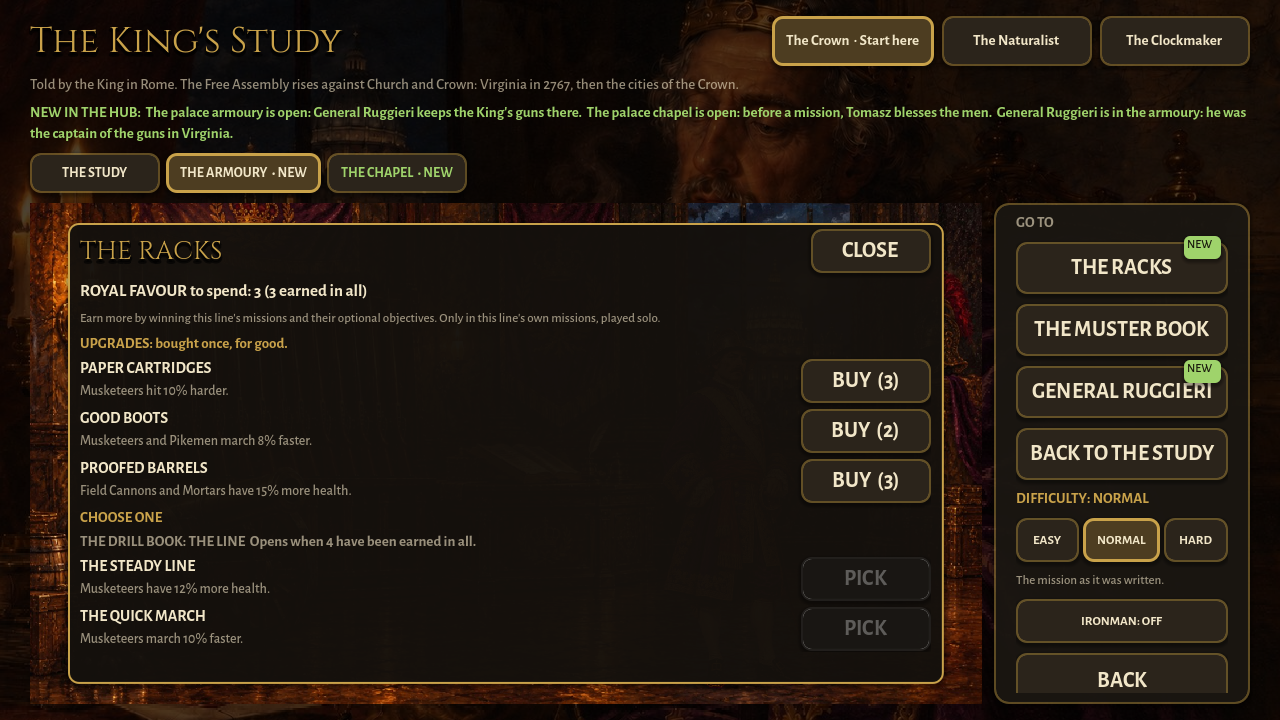 THE KING'S STUDY
The Crown · Start here
The Naturalist
The Clockmaker
Told by the King in Rome. The Free Assembly rises against Church and Crown: Virginia in 2767, then the cities of the Crown.
NEW IN THE HUB: The palace armoury is open: General Ruggieri keeps the King's guns there. The palace chapel is open: before a mission, Tomasz blesses the men. General Ruggieri is in the armoury: he was
the captain of the guns in Virginia.
THE STUDY
THE ARMOURY · NEW
THE CHAPEL · NEW
THE RACKS
CLOSE
ROYAL FAVOUR to spend: 3 (3 earned in all)
Earn more by winning this line's missions and their optional objectives. Only in this line's own missions, played solo.
UPGRADES: bought once, for good.
PAPER CARTRIDGES
Musketeers hit 10% harder.
BUY (3)
GOOD BOOTS
Musketeers and Pikemen march 8% faster.
BUY (2)
PROOFED BARRELS
Field Cannons and Mortars have 15% more health.
BUY (3)
CHOOSE ONE
THE DRILL BOOK: THE LINE Opens when 4 have been earned in all.
THE STEADY LINE
Musketeers have 12% more health.
PICK
THE QUICK MARCH
Musketeers march 10% faster.
PICK
GO TO
NEW
THE RACKS
THE MUSTER BOOK
NEW
GENERAL RUGGIERI
BACK TO THE STUDY
DIFFICULTY: NORMAL
EASY
NORMAL
HARD
The mission as it was written.
IRONMAN: OFF
BACK